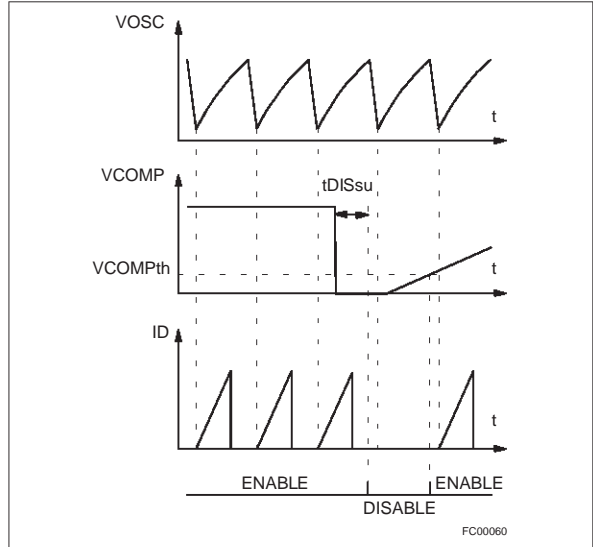 VOSC
t
VCOMP
tDISsu
VCOMPth
t
ID
t
ENABLE
ENABLE
DISABLE
FC00060